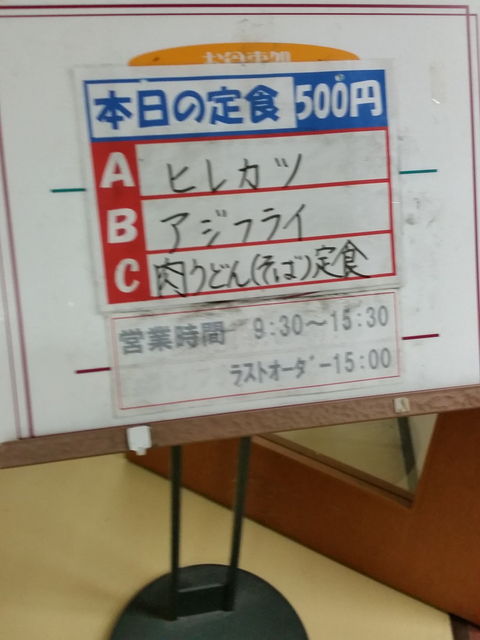 本日の定食 500円
A ヒレカツ
B アジフライ
C 肉うどん(そば)定食
営業時間 9:30~15:30
ラストオーダー15:00